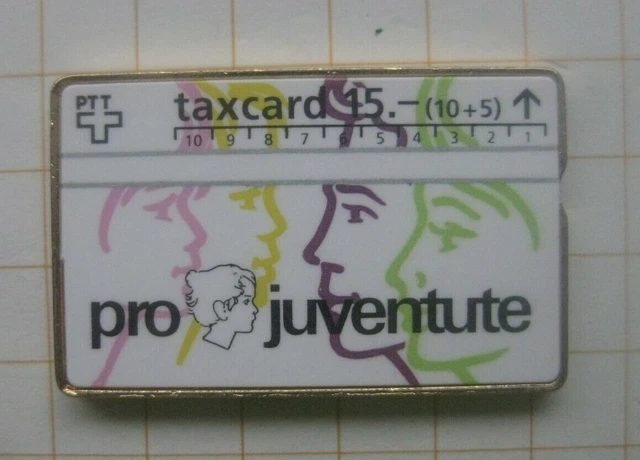 PTT
taxcard 15.– (10+5)
10 9 8 7 6 5 4 3 2 1
pro juventute